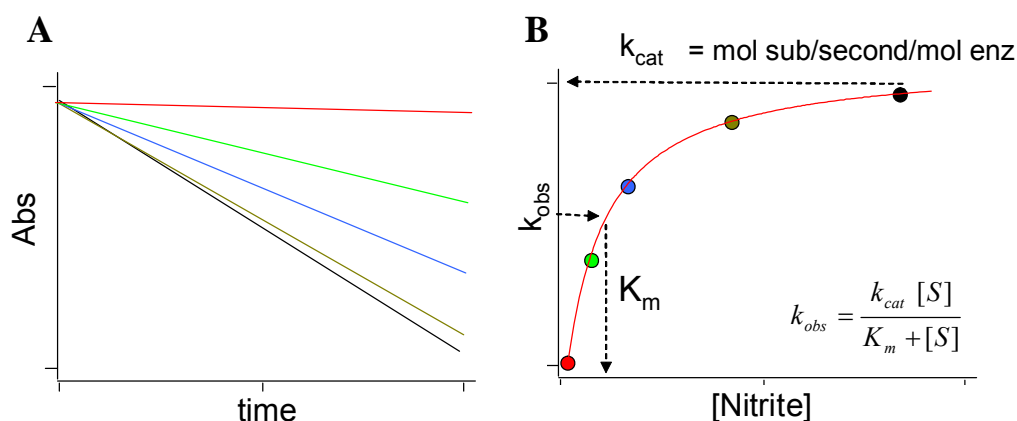 A
Abs
time
B
k_cat = mol sub/second/mol enz
k_obs
K_m
k_obs = k_cat [S] / K_m + [S]
[Nitrite]